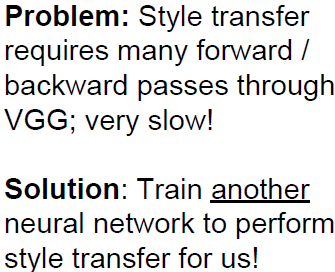 Problem: Style transfer
requires many forward /
backward passes through
VGG; very slow!
Solution: Train another
neural network to perform
style transfer for us!